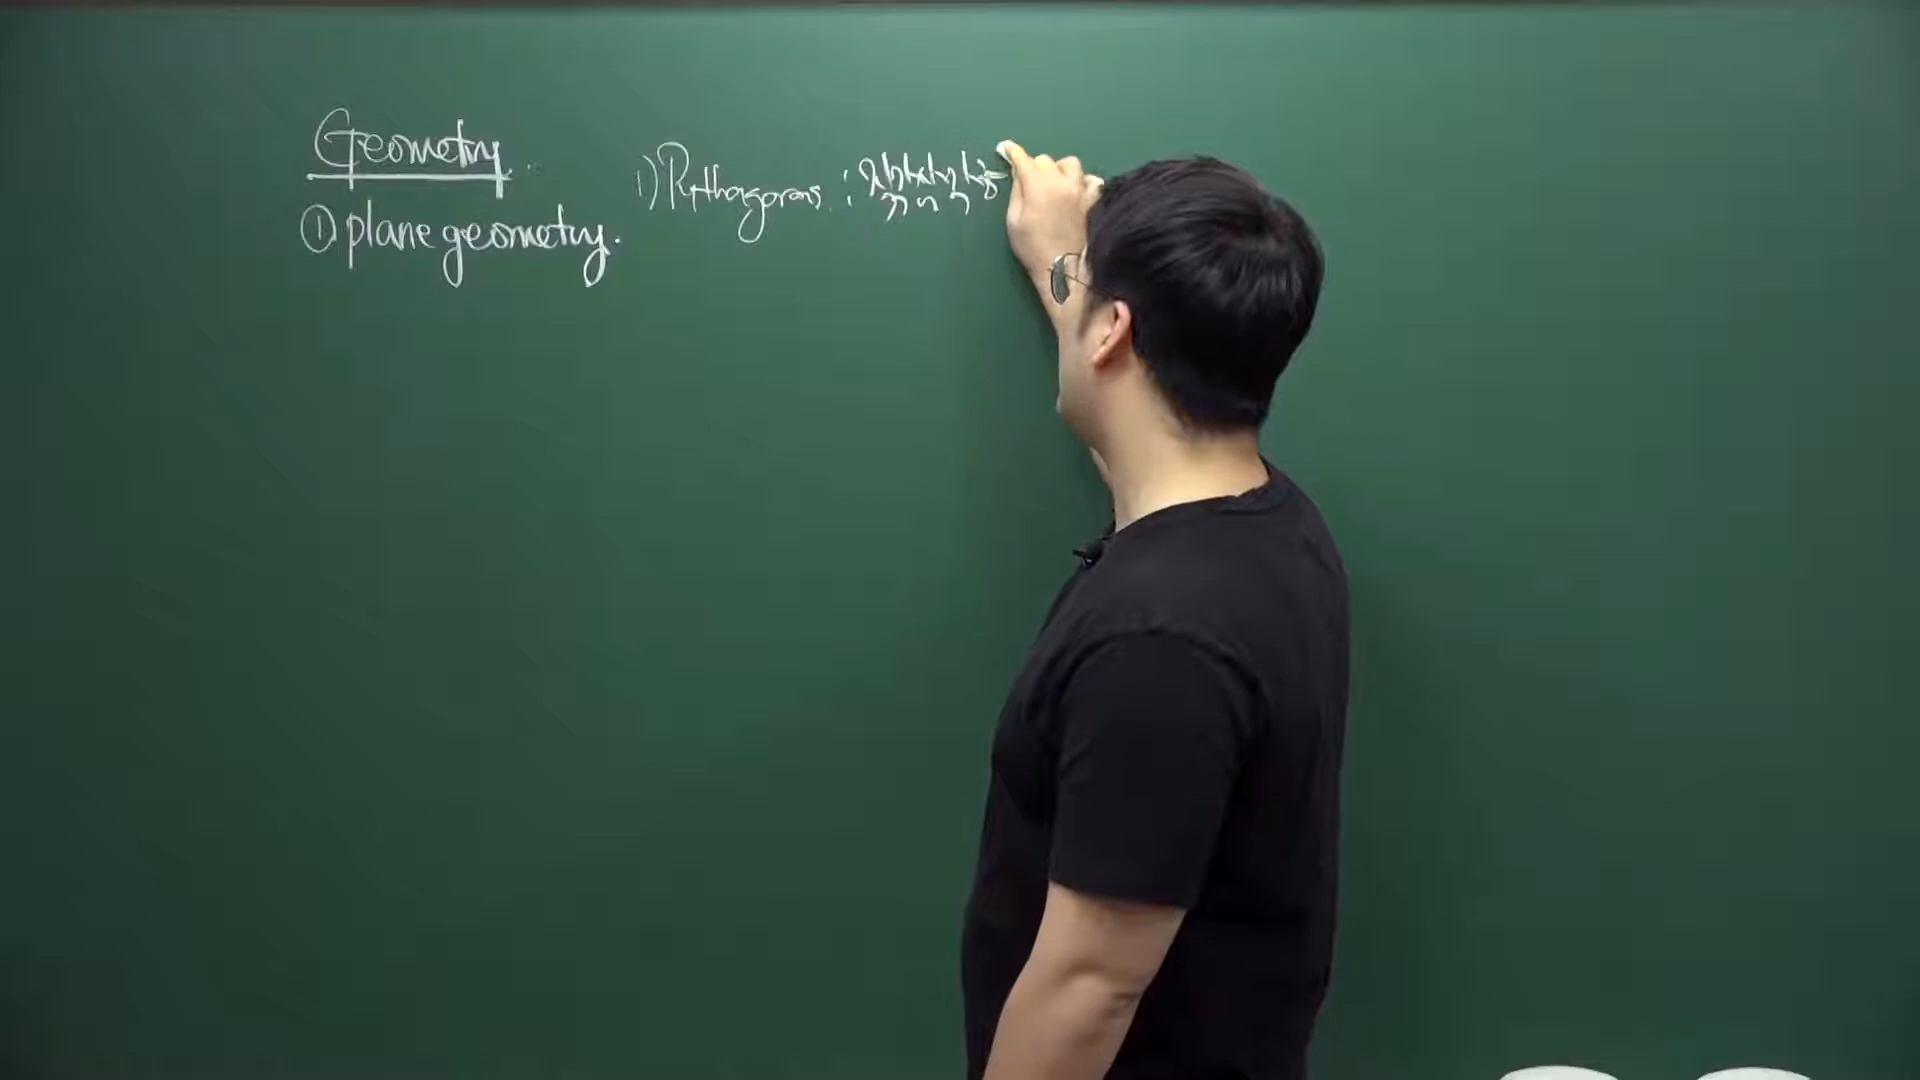 Geometry.
① plane geometry.
1) Pythagoras :